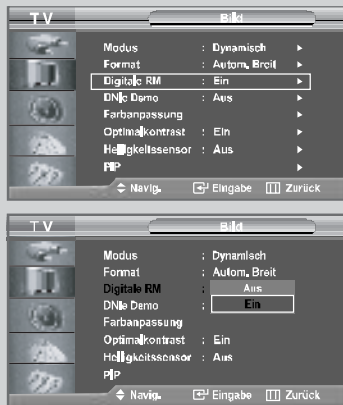 TV Bild
Modus : Dynamisch
Format : Autom. Breit
Digitale RM : Ein
DNIe Demo : Aus
Farbanpassung
Optimalkontrast : Ein
Helligkeitssensor : Aus
PIP
Navig. Eingabe Zurück
TV Bild
Modus : Dynamisch
Format : Autom. Breit
Digitale RM : Aus
DNIe Demo : Ein
Farbanpassung
Optimalkontrast : Ein
Helligkeitssensor : Aus
PIP
Navig. Eingabe Zurück